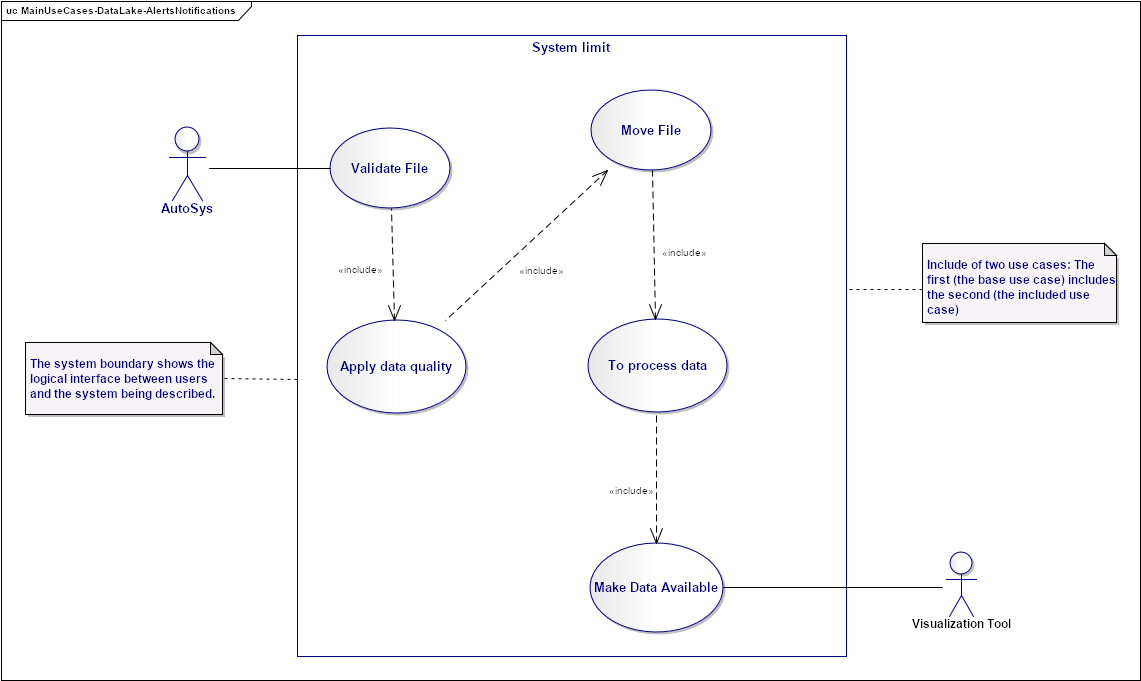 uc MainUseCases-DataLake-AlertsNotifications
System limit
Move File
Validate File
AutoSys
«include»
«include»
«include»
Include of two use cases: The
first (the base use case) includes
the second (the included use
case)
The system boundary shows the
logical interface between users
and the system being described.
Apply data quality
To process data
«include»
Make Data Available
Visualization Tool